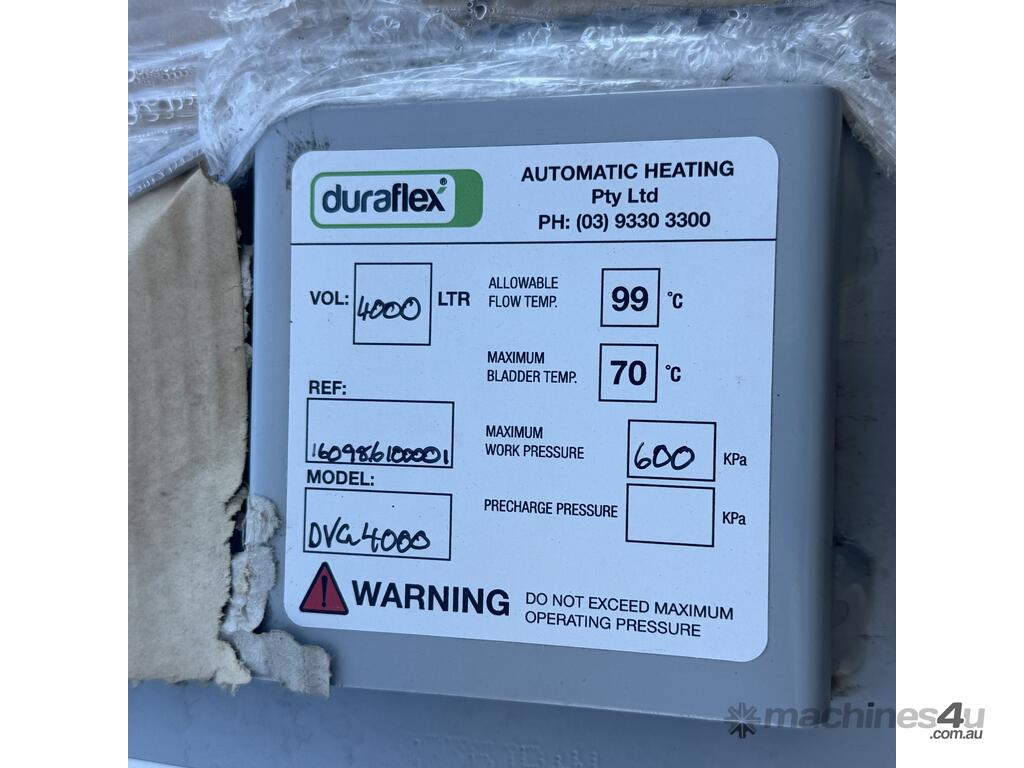 duraflex®
AUTOMATIC HEATING
Pty Ltd
PH: (03) 9330 3300
VOL: 4000 LTR
ALLOWABLE
FLOW TEMP. 99 °C
MAXIMUM
BLADDER TEMP. 70 °C
REF:
160986100001
MAXIMUM
WORK PRESSURE 600 KPa
MODEL:
DVG4000
PRECHARGE PRESSURE KPa
WARNING
DO NOT EXCEED MAXIMUM
OPERATING PRESSURE
machines4u
.com.au